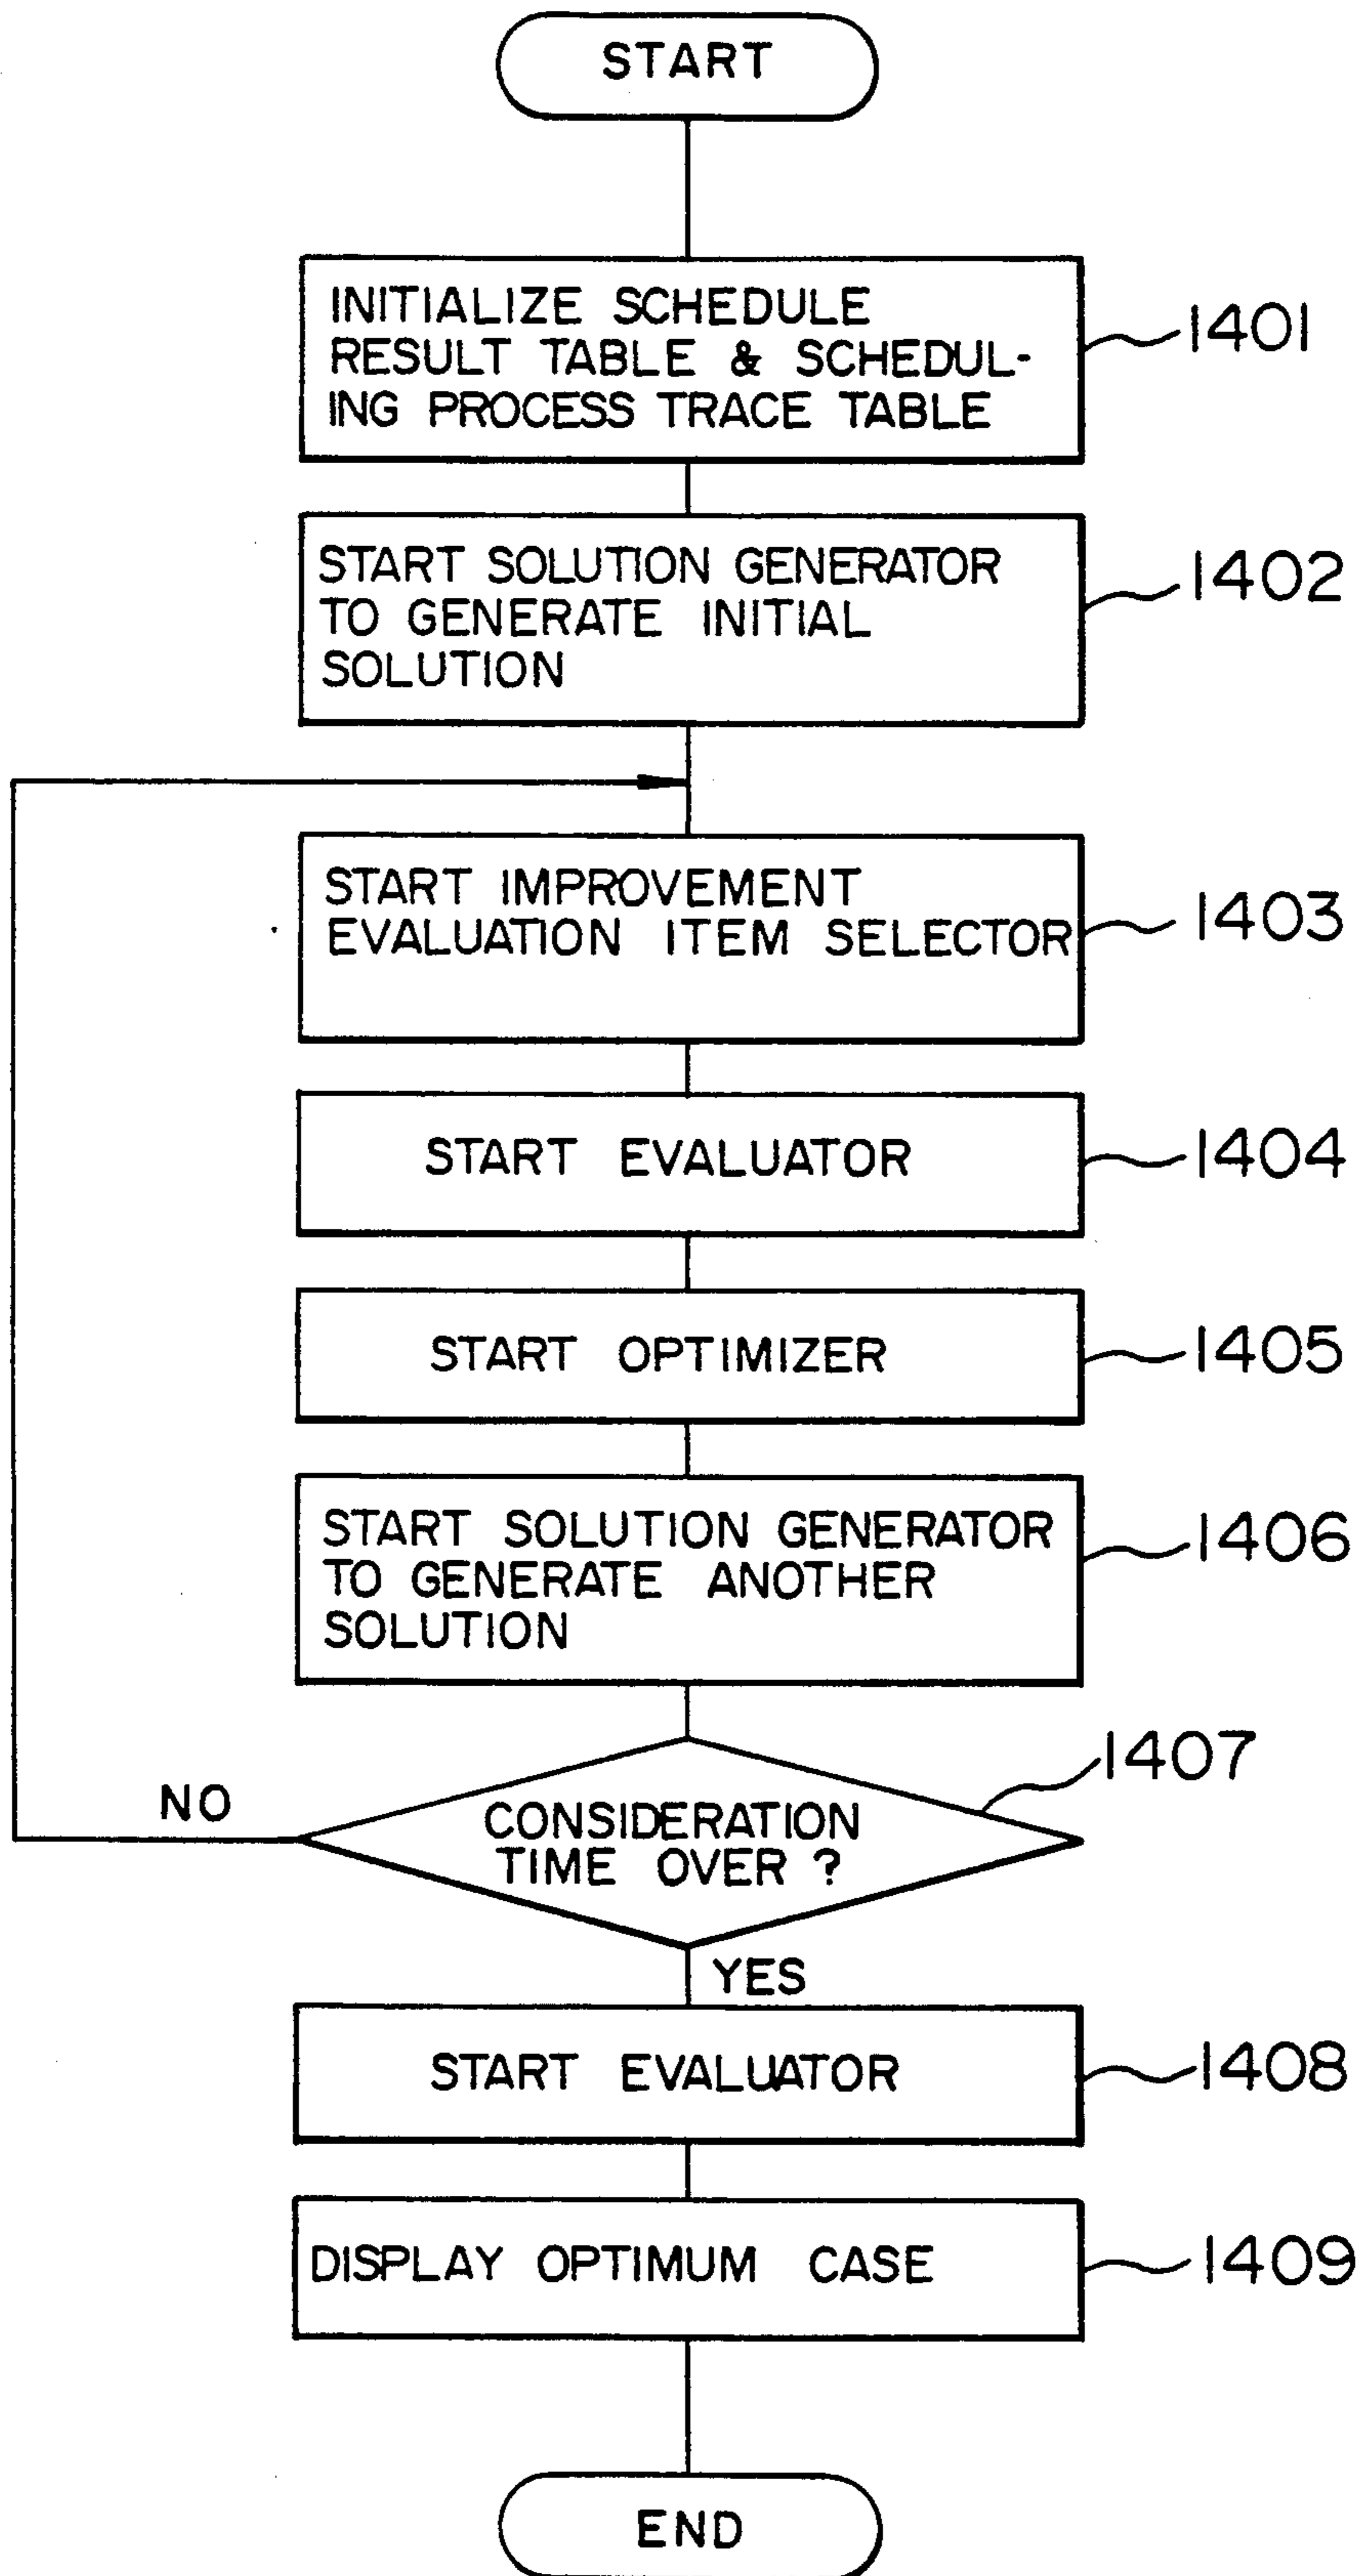 START
INITIALIZE SCHEDULE
RESULT TABLE & SCHEDUL-
ING PROCESS TRACE TABLE
1401
START SOLUTION GENERATOR
TO GENERATE INITIAL
SOLUTION
1402
START IMPROVEMENT
EVALUATION ITEM SELECTOR
1403
START EVALUATOR
1404
START OPTIMIZER
1405
START SOLUTION GENERATOR
TO GENERATE ANOTHER
SOLUTION
1406
CONSIDERATION
TIME OVER ?
1407
NO
YES
START EVALUATOR
1408
DISPLAY OPTIMUM CASE
1409
END